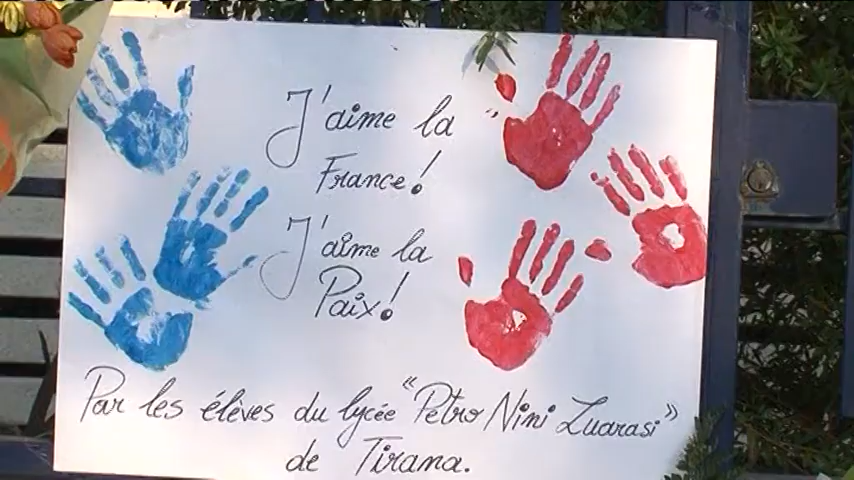 J'aime la
France!
J'aime la
Paix!
Par les élèves du lycée "Petro Nini Luarasi"
de Tirana.